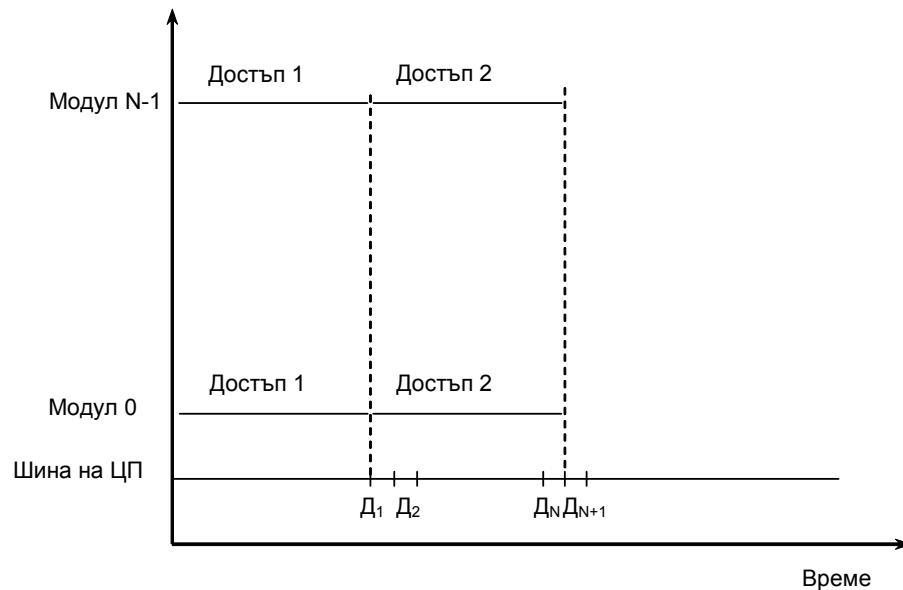 Достъп 1 Достъп 2
Модул N-1
Достъп 1 Достъп 2
Модул 0
Шина на ЦП
Д1 Д2 ДN ДN+1
Време